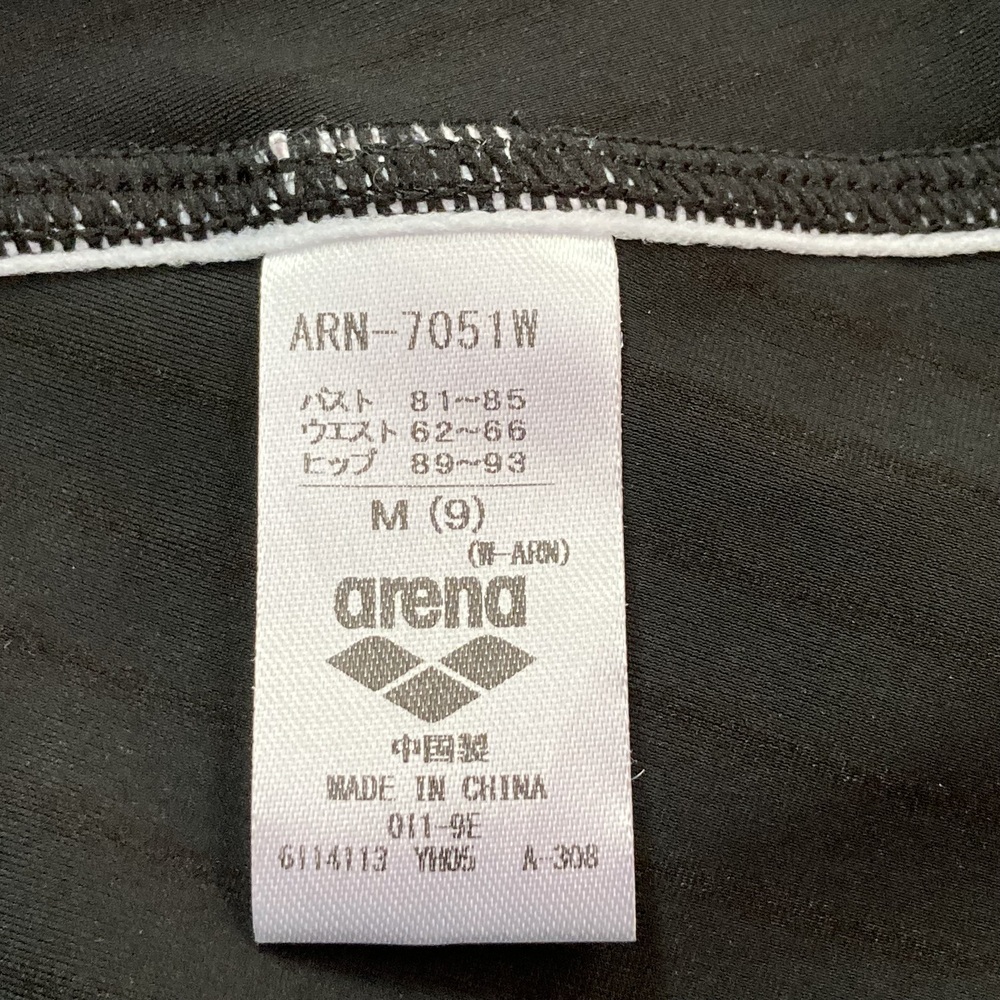 ARN-7051W
バスト 81~85
ウエスト 62~66
ヒップ 89~93
M (9)
(W-ARN)
arena
中国製
MADE IN CHINA
011-9E
6114113 YH05 A-308